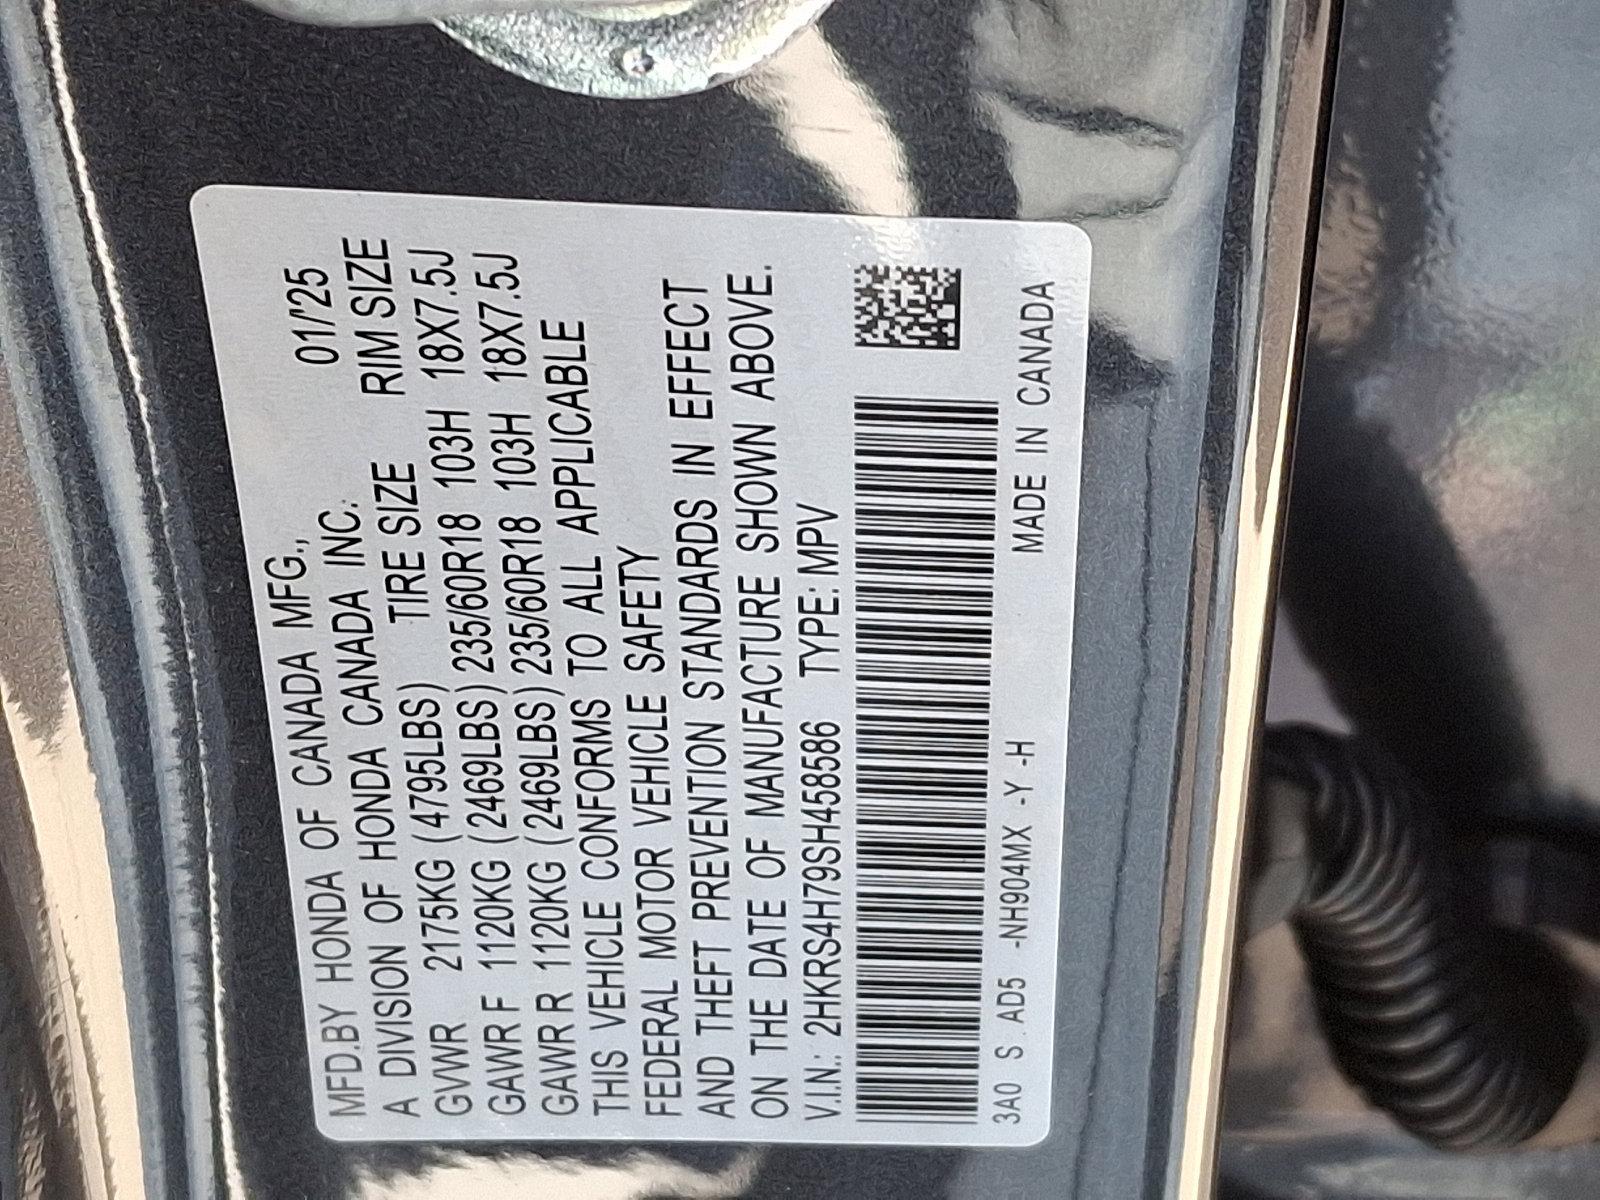 MFD.BY HONDA OF CANADA MFG., 01/'25
A DIVISION OF HONDA CANADA INC.
TIRE SIZE RIM SIZE
GVWR 2175KG (4795LBS)
GAWR F 1120KG (2469LBS) 235/60R18 103H 18X7.5J
GAWR R 1120KG (2469LBS) 235/60R18 103H 18X7.5J
THIS VEHICLE CONFORMS TO ALL APPLICABLE
FEDERAL MOTOR VEHICLE SAFETY
AND THEFT PREVENTION STANDARDS IN EFFECT
ON THE DATE OF MANUFACTURE SHOWN ABOVE.
V.I.N.: 2HKRS4H79SH458586 TYPE: MPV
3A0 S . AD5 -NH904MX -Y -H MADE IN CANADA